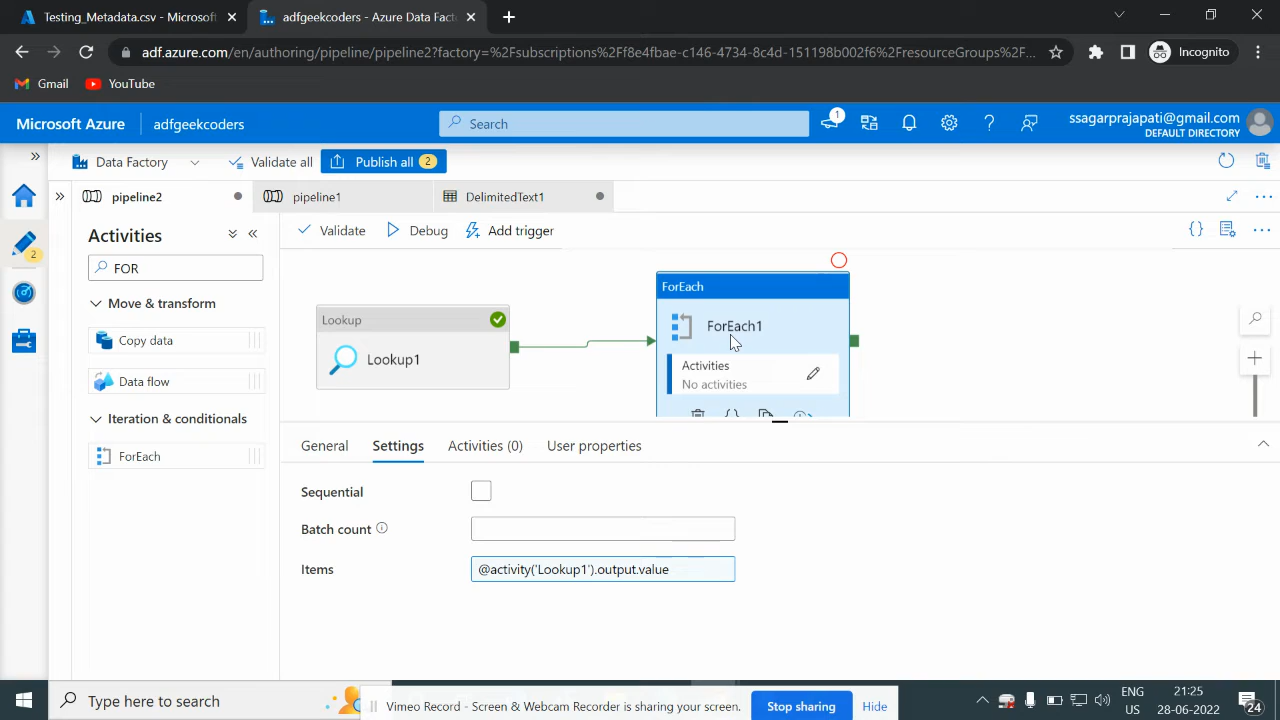 Testing_Metadata.csv - Microsoft
adfgeekcoders - Azure Data Fact
adf.azure.com/en/authoring/pipeline/pipeline2?factory=%2Fsubscriptions%2Ff8e4fbae-c146-4734-8c4d-151198b002f6%2FresourceGroups%2F...
Incognito
Gmail
YouTube
Microsoft Azure
adfgeekcoders
Search
1
ssagarprajapati@gmail.com
DEFAULT DIRECTORY
Data Factory
Validate all
Publish all
2
pipeline2
pipeline1
DelimitedText1
2
Activities
FOR
Move & transform
Copy data
Data flow
Iteration & conditionals
ForEach
Validate
Debug
Add trigger
Lookup
Lookup1
ForEach
ForEach1
Activities
No activities
General
Settings
Activities (0)
User properties
Sequential
Batch count
Items
@activity('Lookup1').output.value
Type here to search
Vimeo Record - Screen & Webcam Recorder is sharing your screen.
Stop sharing
Hide
ENG
US
21:25
28-06-2022
24